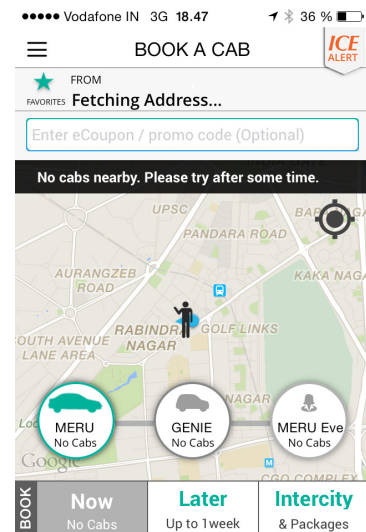 Vodafone IN 3G 18.47 36 %
BOOK A CAB
ICE
ALERT
FROM
FAVORITES Fetching Address...
Enter eCoupon / promo code (Optional)
No cabs nearby. Please try after some time.
UPSC
PANDARA ROAD
AURANGZEB
ROAD
KAKA NAG
RABINDRA
NAGAR
GOLF LINKS
OUTH AVENUE
LANE AREA
NAGAR
MERU
No Cabs
GENIE
No Cabs
MERU Eve
No Cabs
Google
M
CGO COMPLEX
BOOK
Now
No Cabs
Later
Up to 1week
Intercity
& Packages